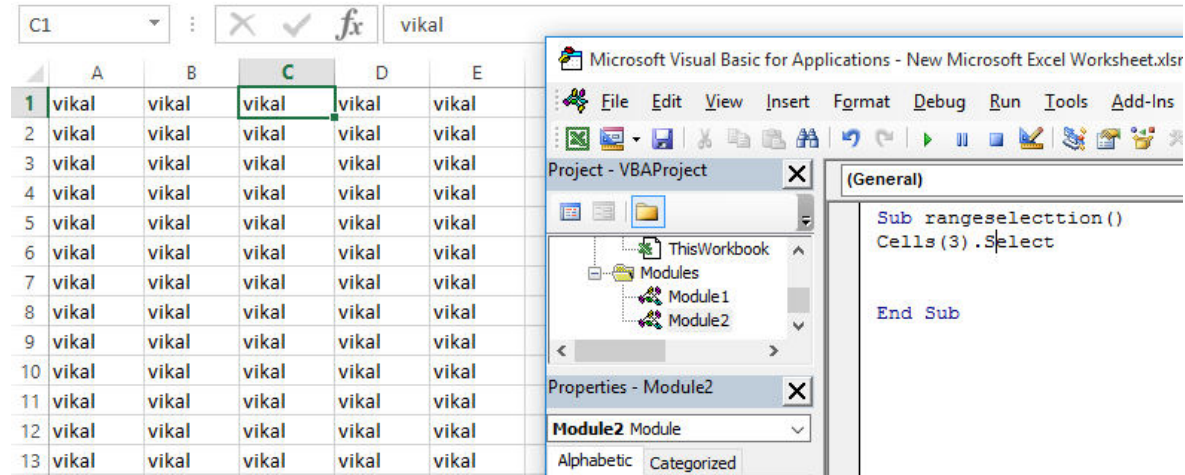 C1 fx vikal
Microsoft Visual Basic for Applications - New Microsoft Excel Worksheet.xlsm
File Edit View Insert Format Debug Run Tools Add-Ins
Project - VBAProject
(General)
ThisWorkbook
Modules
Module1
Module2
Properties - Module2
Module2 Module
Alphabetic Categorized
Sub rangeselecttion()
Cells(3).Select
End Sub
A B C D E
1 vikal vikal vikal vikal vikal
2 vikal vikal vikal vikal vikal
3 vikal vikal vikal vikal vikal
4 vikal vikal vikal vikal vikal
5 vikal vikal vikal vikal vikal
6 vikal vikal vikal vikal vikal
7 vikal vikal vikal vikal vikal
8 vikal vikal vikal vikal vikal
9 vikal vikal vikal vikal vikal
10 vikal vikal vikal vikal vikal
11 vikal vikal vikal vikal vikal
12 vikal vikal vikal vikal vikal
13 vikal vikal vikal vikal vikal